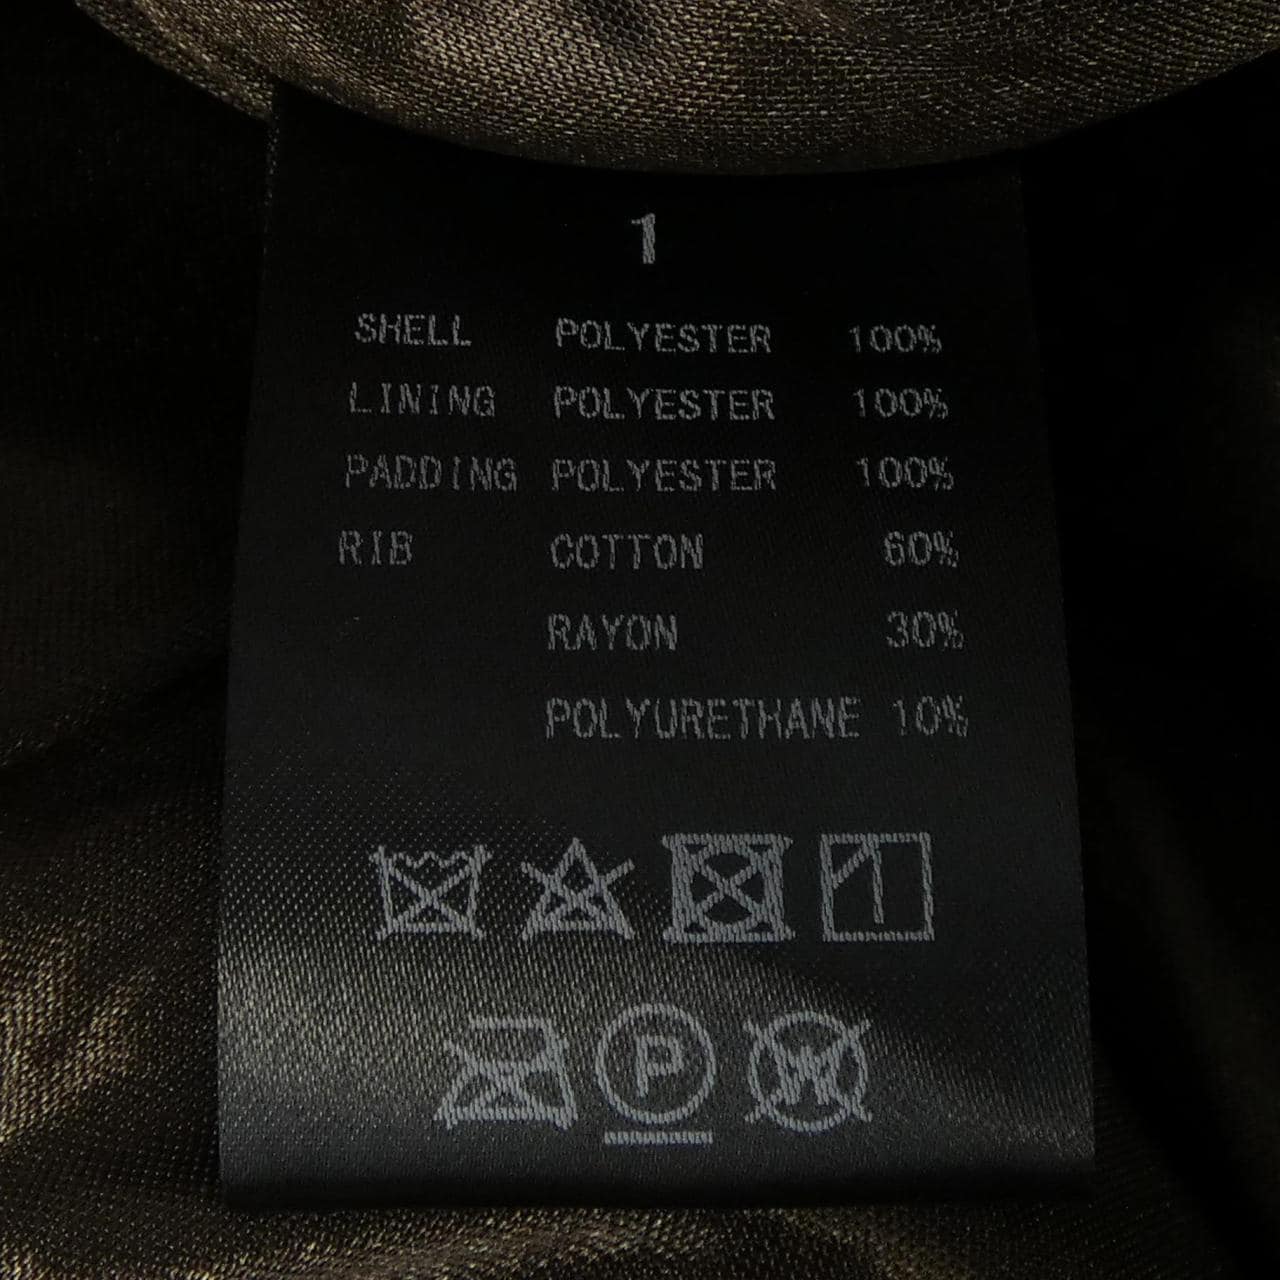 1
SHELL POLYESTER 100%
LINING POLYESTER 100%
PADDING POLYESTER 100%
RIB COTTON 60%
RAYON 30%
POLYURETHANE 10%
P W